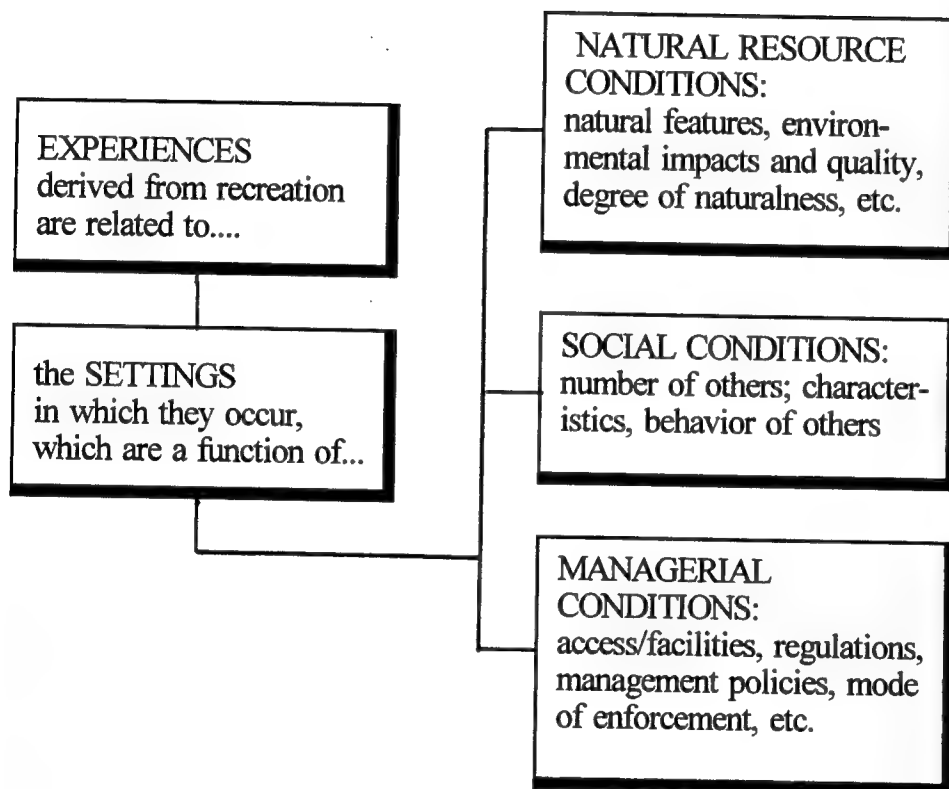 EXPERIENCES
derived from recreation
are related to....
the SETTINGS
in which they occur,
which are a function of...
NATURAL RESOURCE
CONDITIONS:
natural features, environ-
mental impacts and quality,
degree of naturalness, etc.
SOCIAL CONDITIONS:
number of others; character-
istics, behavior of others
MANAGERIAL
CONDITIONS:
access/facilities, regulations,
management policies, mode
of enforcement, etc.